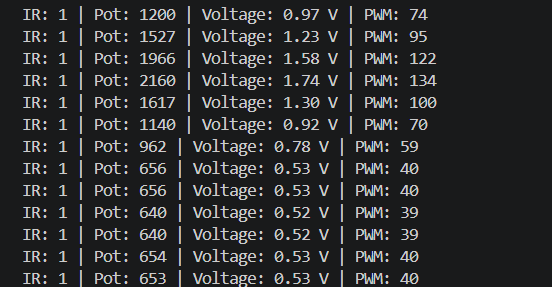 IR: 1 | Pot: 1200 | Voltage: 0.97 V | PWM: 74
IR: 1 | Pot: 1527 | Voltage: 1.23 V | PWM: 95
IR: 1 | Pot: 1966 | Voltage: 1.58 V | PWM: 122
IR: 1 | Pot: 2160 | Voltage: 1.74 V | PWM: 134
IR: 1 | Pot: 1617 | Voltage: 1.30 V | PWM: 100
IR: 1 | Pot: 1140 | Voltage: 0.92 V | PWM: 70
IR: 1 | Pot: 962 | Voltage: 0.78 V | PWM: 59
IR: 1 | Pot: 656 | Voltage: 0.53 V | PWM: 40
IR: 1 | Pot: 656 | Voltage: 0.53 V | PWM: 40
IR: 1 | Pot: 640 | Voltage: 0.52 V | PWM: 39
IR: 1 | Pot: 640 | Voltage: 0.52 V | PWM: 39
IR: 1 | Pot: 654 | Voltage: 0.53 V | PWM: 40
IR: 1 | Pot: 653 | Voltage: 0.53 V | PWM: 40